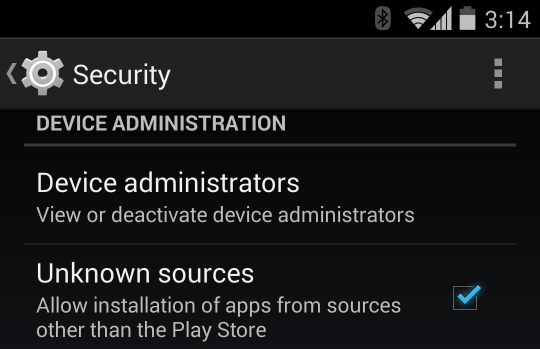 3:14
Security
DEVICE ADMINISTRATION
Device administrators
View or deactivate device administrators
Unknown sources
Allow installation of apps from sources
other than the Play Store